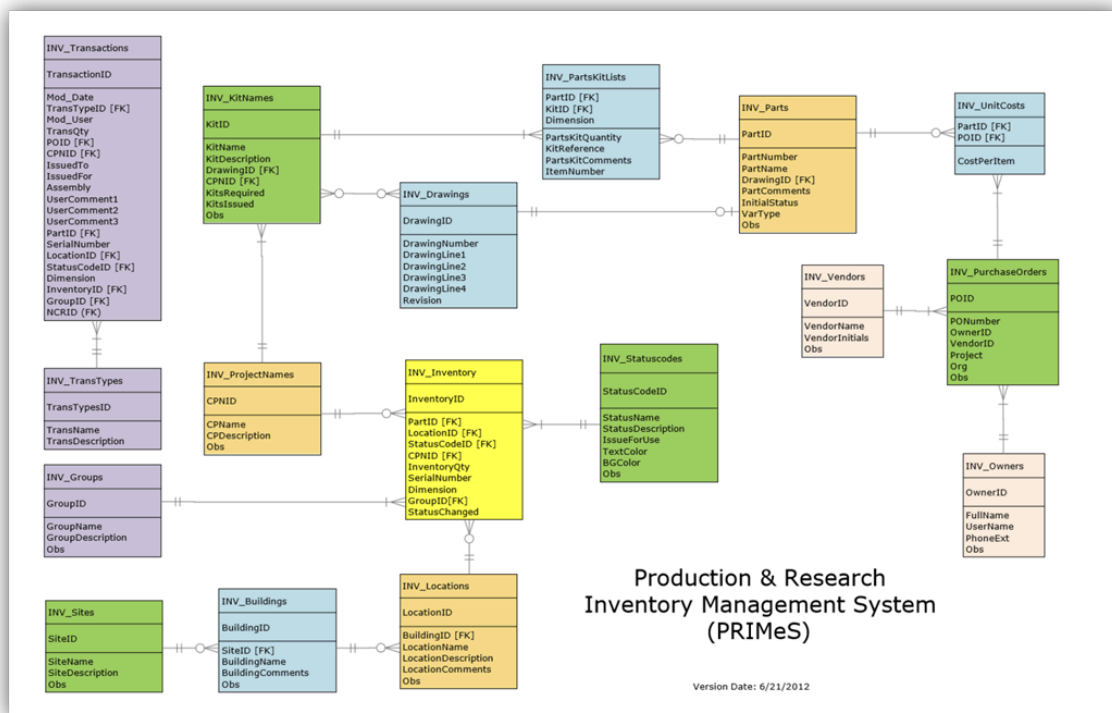 INV_Transactions
TransactionID
Mod_Date
TransTypeID [FK]
Mod_User
TransQty
POID [FK]
CPNID [FK]
IssuedTo
IssuedFor
Assembly
UserComment1
UserComment2
UserComment3
PartID [FK]
SerialNumber
LocationID [FK]
StatusCodeID [FK]
Dimension
InventoryID [FK]
GroupID [FK]
NCRID (FK)
INV_KitNames
KitID
KitName
KitDescription
DrawingID [FK]
CPNID [FK]
KitsRequired
KitsIssued
Obs
INV_PartsKitLists
PartID [FK]
KitID [FK]
Dimension
PartsKitQuantity
KitReference
PartsKitComments
ItemNumber
INV_Parts
PartID
PartNumber
PartName
DrawingID [FK]
PartComments
InitialStatus
VarType
Obs
INV_UnitCosts
PartID [FK]
POID [FK]
CostPerItem
INV_Drawings
DrawingID
DrawingNumber
DrawingLine1
DrawingLine2
DrawingLine3
DrawingLine4
Revision
INV_Vendors
VendorID
VendorName
VendorInitials
Obs
INV_PurchaseOrders
POID
PONumber
OwnerID
VendorID
Project
Org
Obs
INV_TransTypes
TransTypesID
TransName
TransDescription
INV_ProjectNames
CPNID
CPName
CPDescription
Obs
INV_Inventory
InventoryID
PartID [FK]
LocationID [FK]
StatusCodeID [FK]
CPNID [FK]
InventoryQty
SerialNumber
Dimension
GroupID[FK]
StatusChanged
INV_Statuscodes
StatusCodeID
StatusName
StatusDescription
IssueForUse
TextColor
BGColor
Obs
INV_Groups
GroupID
GroupName
GroupDescription
Obs
INV_Owners
OwnerID
FullName
UserName
PhoneExt
Obs
INV_Sites
SiteID
SiteName
SiteDescription
Obs
INV_Buildings
BuildingID
SiteID [FK]
BuildingName
BuildingComments
Obs
INV_Locations
LocationID
BuildingID [FK]
LocationName
LocationDescription
LocationComments
Obs
Production & Research
Inventory Management System
(PRIMeS)
Version Date: 6/21/2012